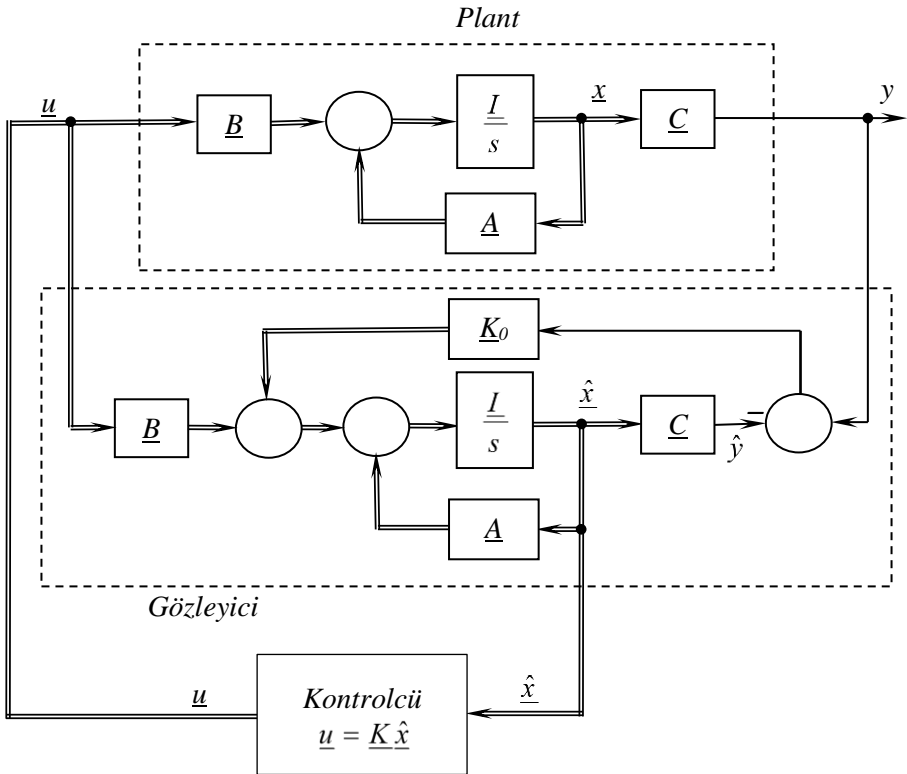 Plant
u
B
I
s
x
C
y
A
K0
B
I
s
x̂
C
–
ŷ
A
Gözleyici
u
Kontrolcü
u = K x̂
x̂